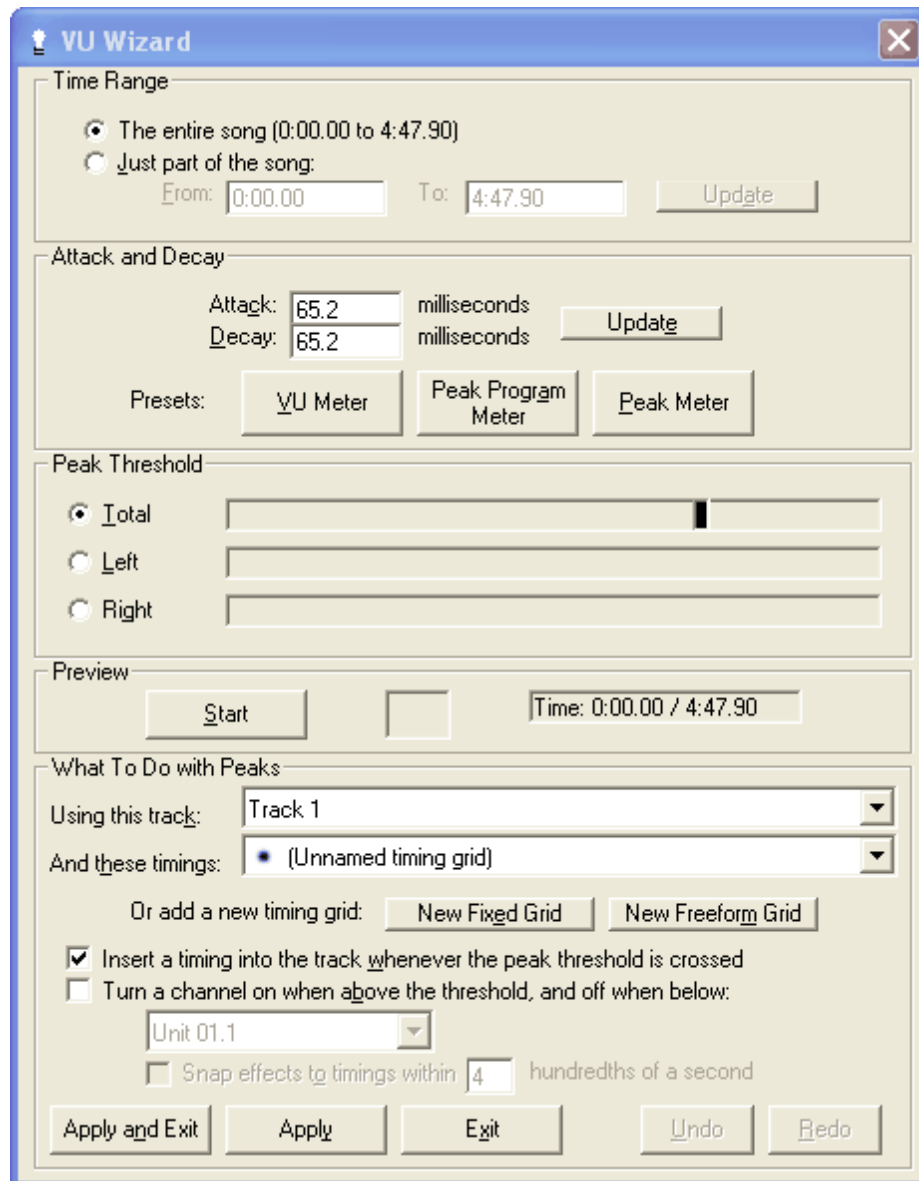 VU Wizard
Time Range
The entire song (0:00.00 to 4:47.90)
Just part of the song:
From: 0:00.00 To: 4:47.90 Update
Attack and Decay
Attack: 65.2 milliseconds
Decay: 65.2 milliseconds
Update
Presets: VU Meter Peak Program Meter Peak Meter
Peak Threshold
Total
Left
Right
Preview
Start Time: 0:00.00 / 4:47.90
What To Do with Peaks
Using this track: Track 1
And these timings: (Unnamed timing grid)
Or add a new timing grid: New Fixed Grid New Freeform Grid
Insert a timing into the track whenever the peak threshold is crossed
Turn a channel on when above the threshold, and off when below:
Unit 01.1
Snap effects to timings within 4 hundredths of a second
Apply and Exit Apply Exit Undo Redo